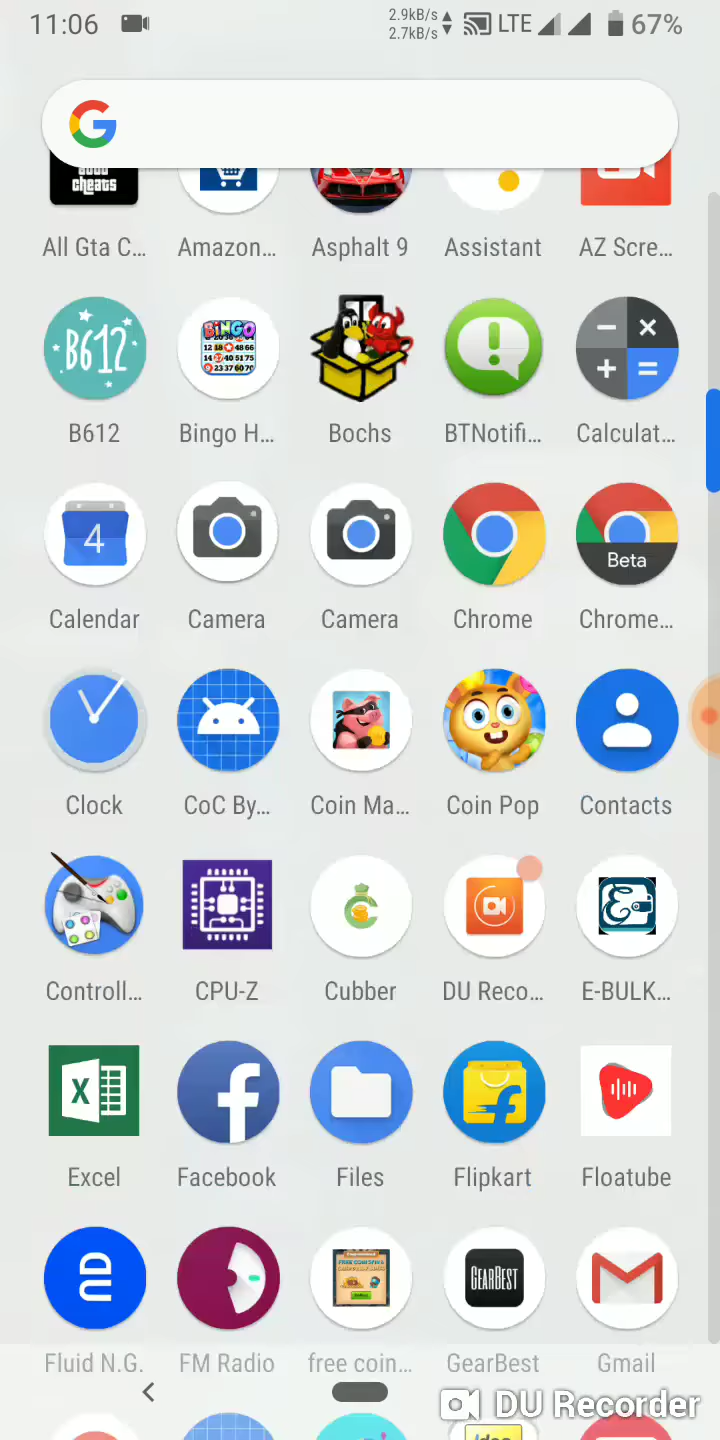 11:06 2.9kB/s LTE 67%
2.7kB/s
G
cheats
All Gta C... Amazon... Asphalt 9 Assistant AZ Scre...
B612 BINGO
B612 Bingo H... Bochs BTNotifi... Calculat...
4 Beta
Calendar Camera Camera Chrome Chrome...
Clock CoC By... Coin Ma... Coin Pop Contacts
Controll... CPU-Z Cubber DU Reco... E-BULK...
X f
Excel Facebook Files Flipkart Floatube
GEARBEST
Fluid N.G. FM Radio free coin... GearBest Gmail
DU Recorder